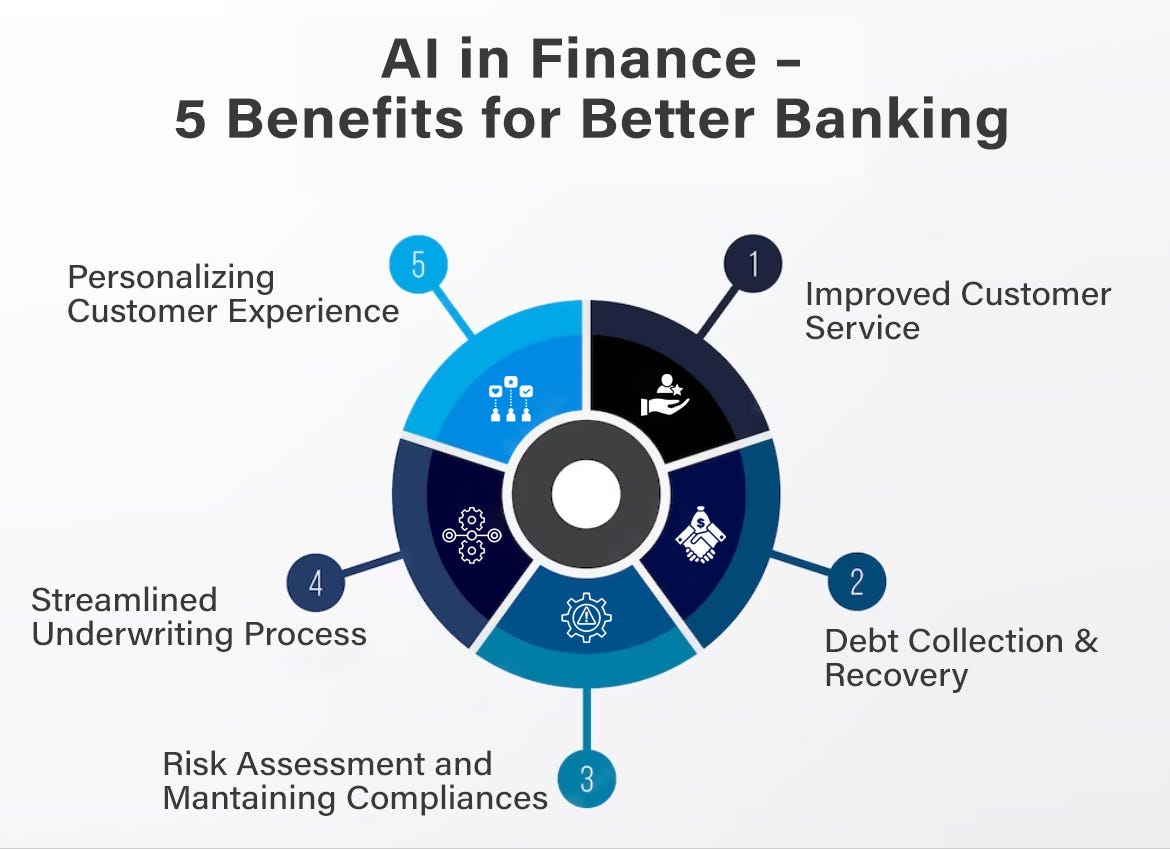 AI in Finance –
5 Benefits for Better Banking
1
Improved Customer
Service
2
Debt Collection &
Recovery
$
3
Risk Assessment and
Mantaining Compliances
4
Streamlined
Underwriting Process
5
Personalizing
Customer Experience